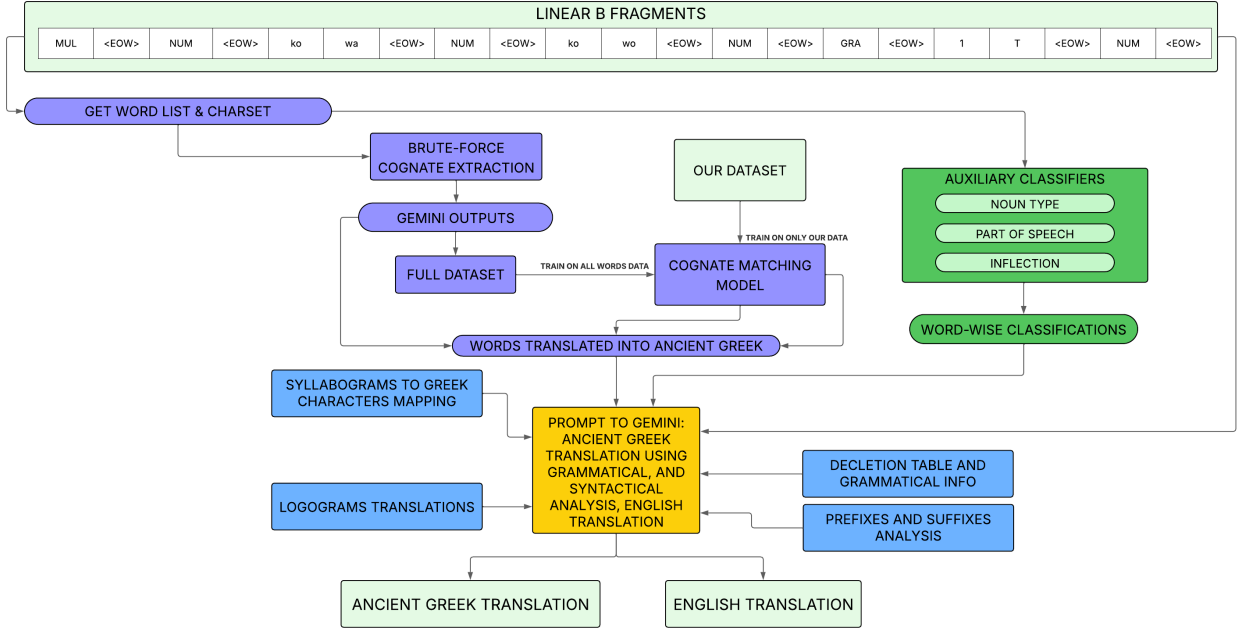 LINEAR B FRAGMENTS
MUL <EOW> NUM <EOW> ko wa <EOW> NUM <EOW> ko wo <EOW> NUM <EOW> GRA <EOW> 1 T <EOW> NUM <EOW>
GET WORD LIST & CHARSET
BRUTE-FORCE
COGNATE EXTRACTION
OUR DATASET
AUXILIARY CLASSIFIERS
NOUN TYPE
PART OF SPEECH
INFLECTION
GEMINI OUTPUTS
TRAIN ON ONLY OUR DATA
FULL DATASET
TRAIN ON ALL WORDS DATA
COGNATE MATCHING
MODEL
WORD-WISE CLASSIFICATIONS
WORDS TRANSLATED INTO ANCIENT GREEK
SYLLABOGRAMS TO GREEK
CHARACTERS MAPPING
PROMPT TO GEMINI:
ANCIENT GREEK
TRANSLATION USING
GRAMMATICAL, AND
SYNTACTICAL
ANALYSIS, ENGLISH
TRANSLATION
DECLETION TABLE AND
GRAMMATICAL INFO
LOGOGRAMS TRANSLATIONS
PREFIXES AND SUFFIXES
ANALYSIS
ANCIENT GREEK TRANSLATION
ENGLISH TRANSLATION